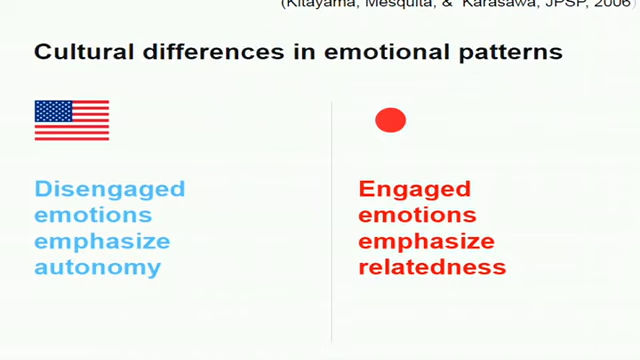 (Kitayama, Mesquita, & Karasawa, JPSP, 2006)
Cultural differences in emotional patterns
Disengaged
emotions
emphasize
autonomy
Engaged
emotions
emphasize
relatedness